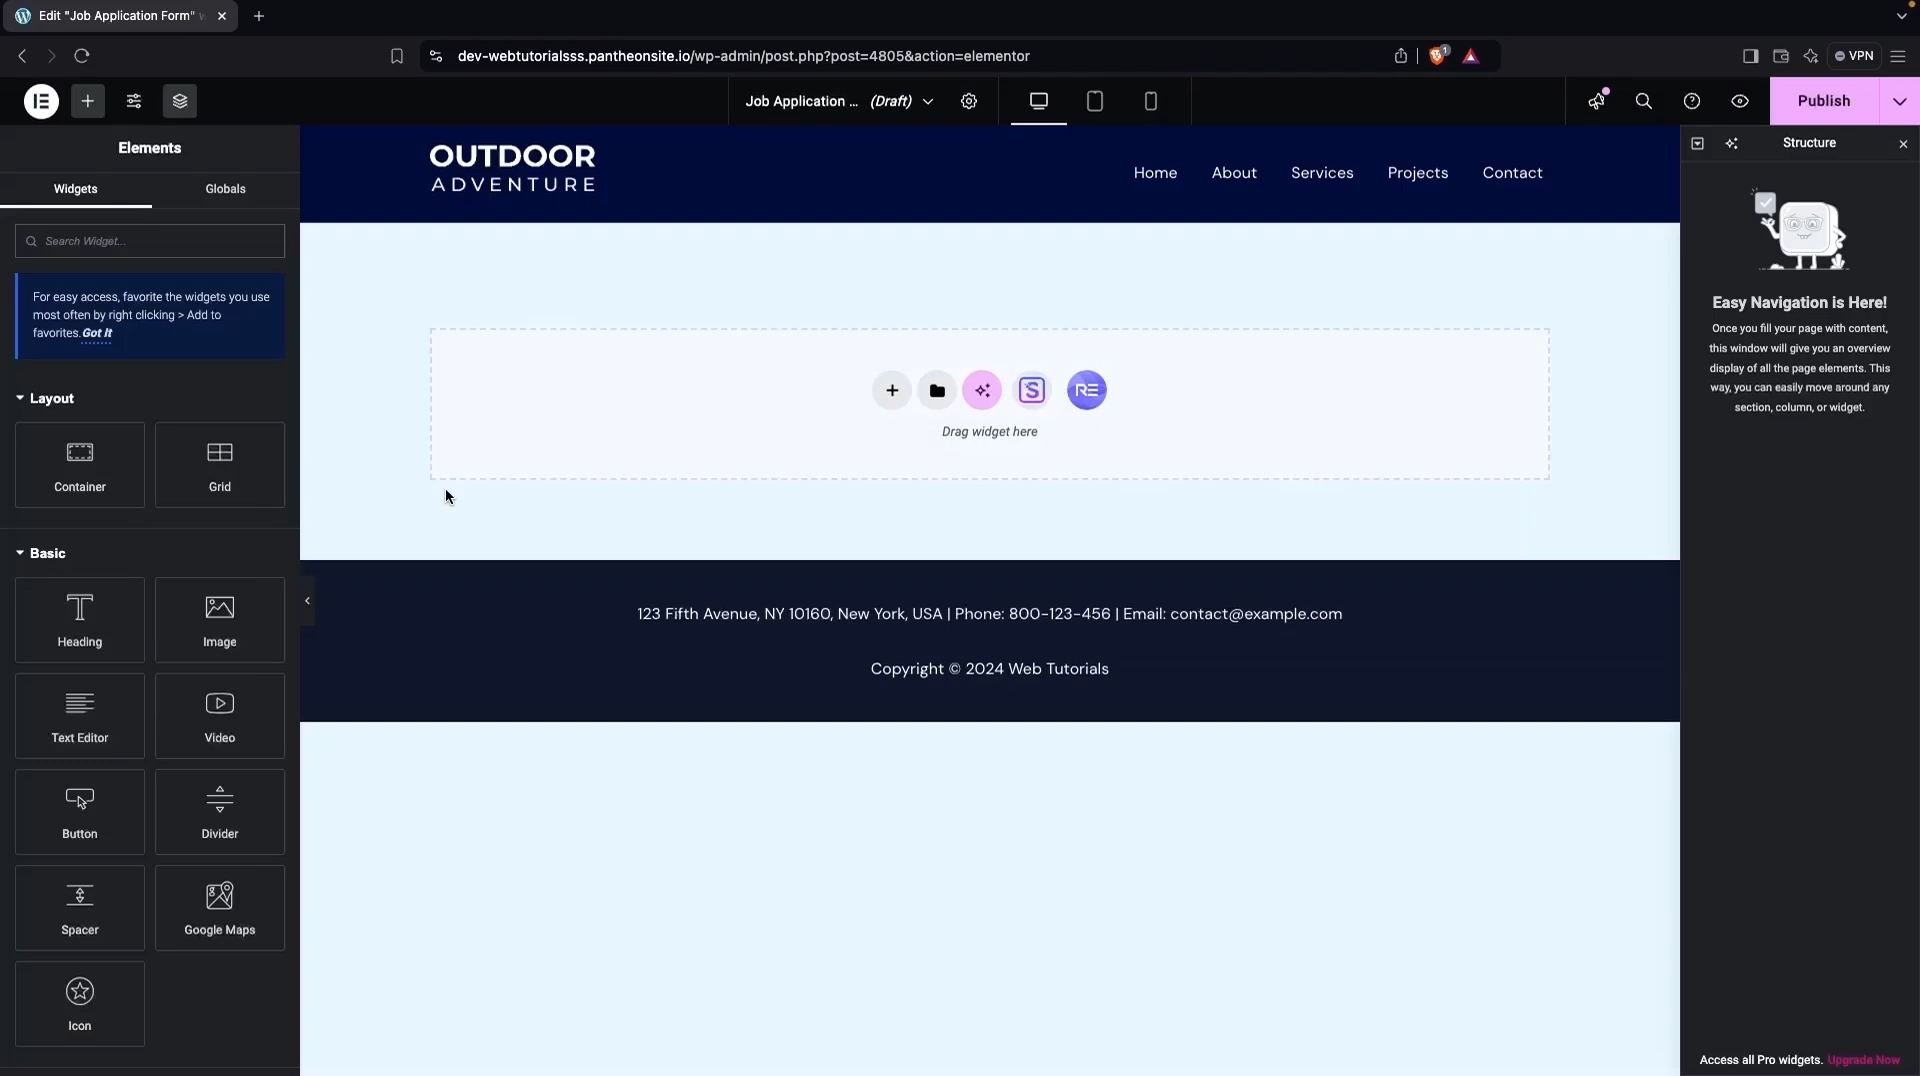 Edit "Job Application Form"
dev-webtutorialsss.pantheonsite.io/wp-admin/post.php?post=4805&action=elementor
1
VPN
Job Application ... (Draft)
Publish
Elements
Widgets
Globals
Search Widget...
For easy access, favorite the widgets you use
most often by right clicking > Add to
favorites. Got It
Layout
Container
Grid
Basic
Heading
Image
Text Editor
Video
Button
Divider
Spacer
Google Maps
Icon
OUTDOOR
ADVENTURE
Home
About
Services
Projects
Contact
S
RE
Drag widget here
123 Fifth Avenue, NY 10160, New York, USA | Phone: 800-123-456 | Email: contact@example.com
Copyright © 2024 Web Tutorials
Structure
Easy Navigation is Here!
Once you fill your page with content,
this window will give you an overview
display of all the page elements. This
way, you can easily move around any
section, column, or widget.
Access all Pro widgets. Upgrade Now